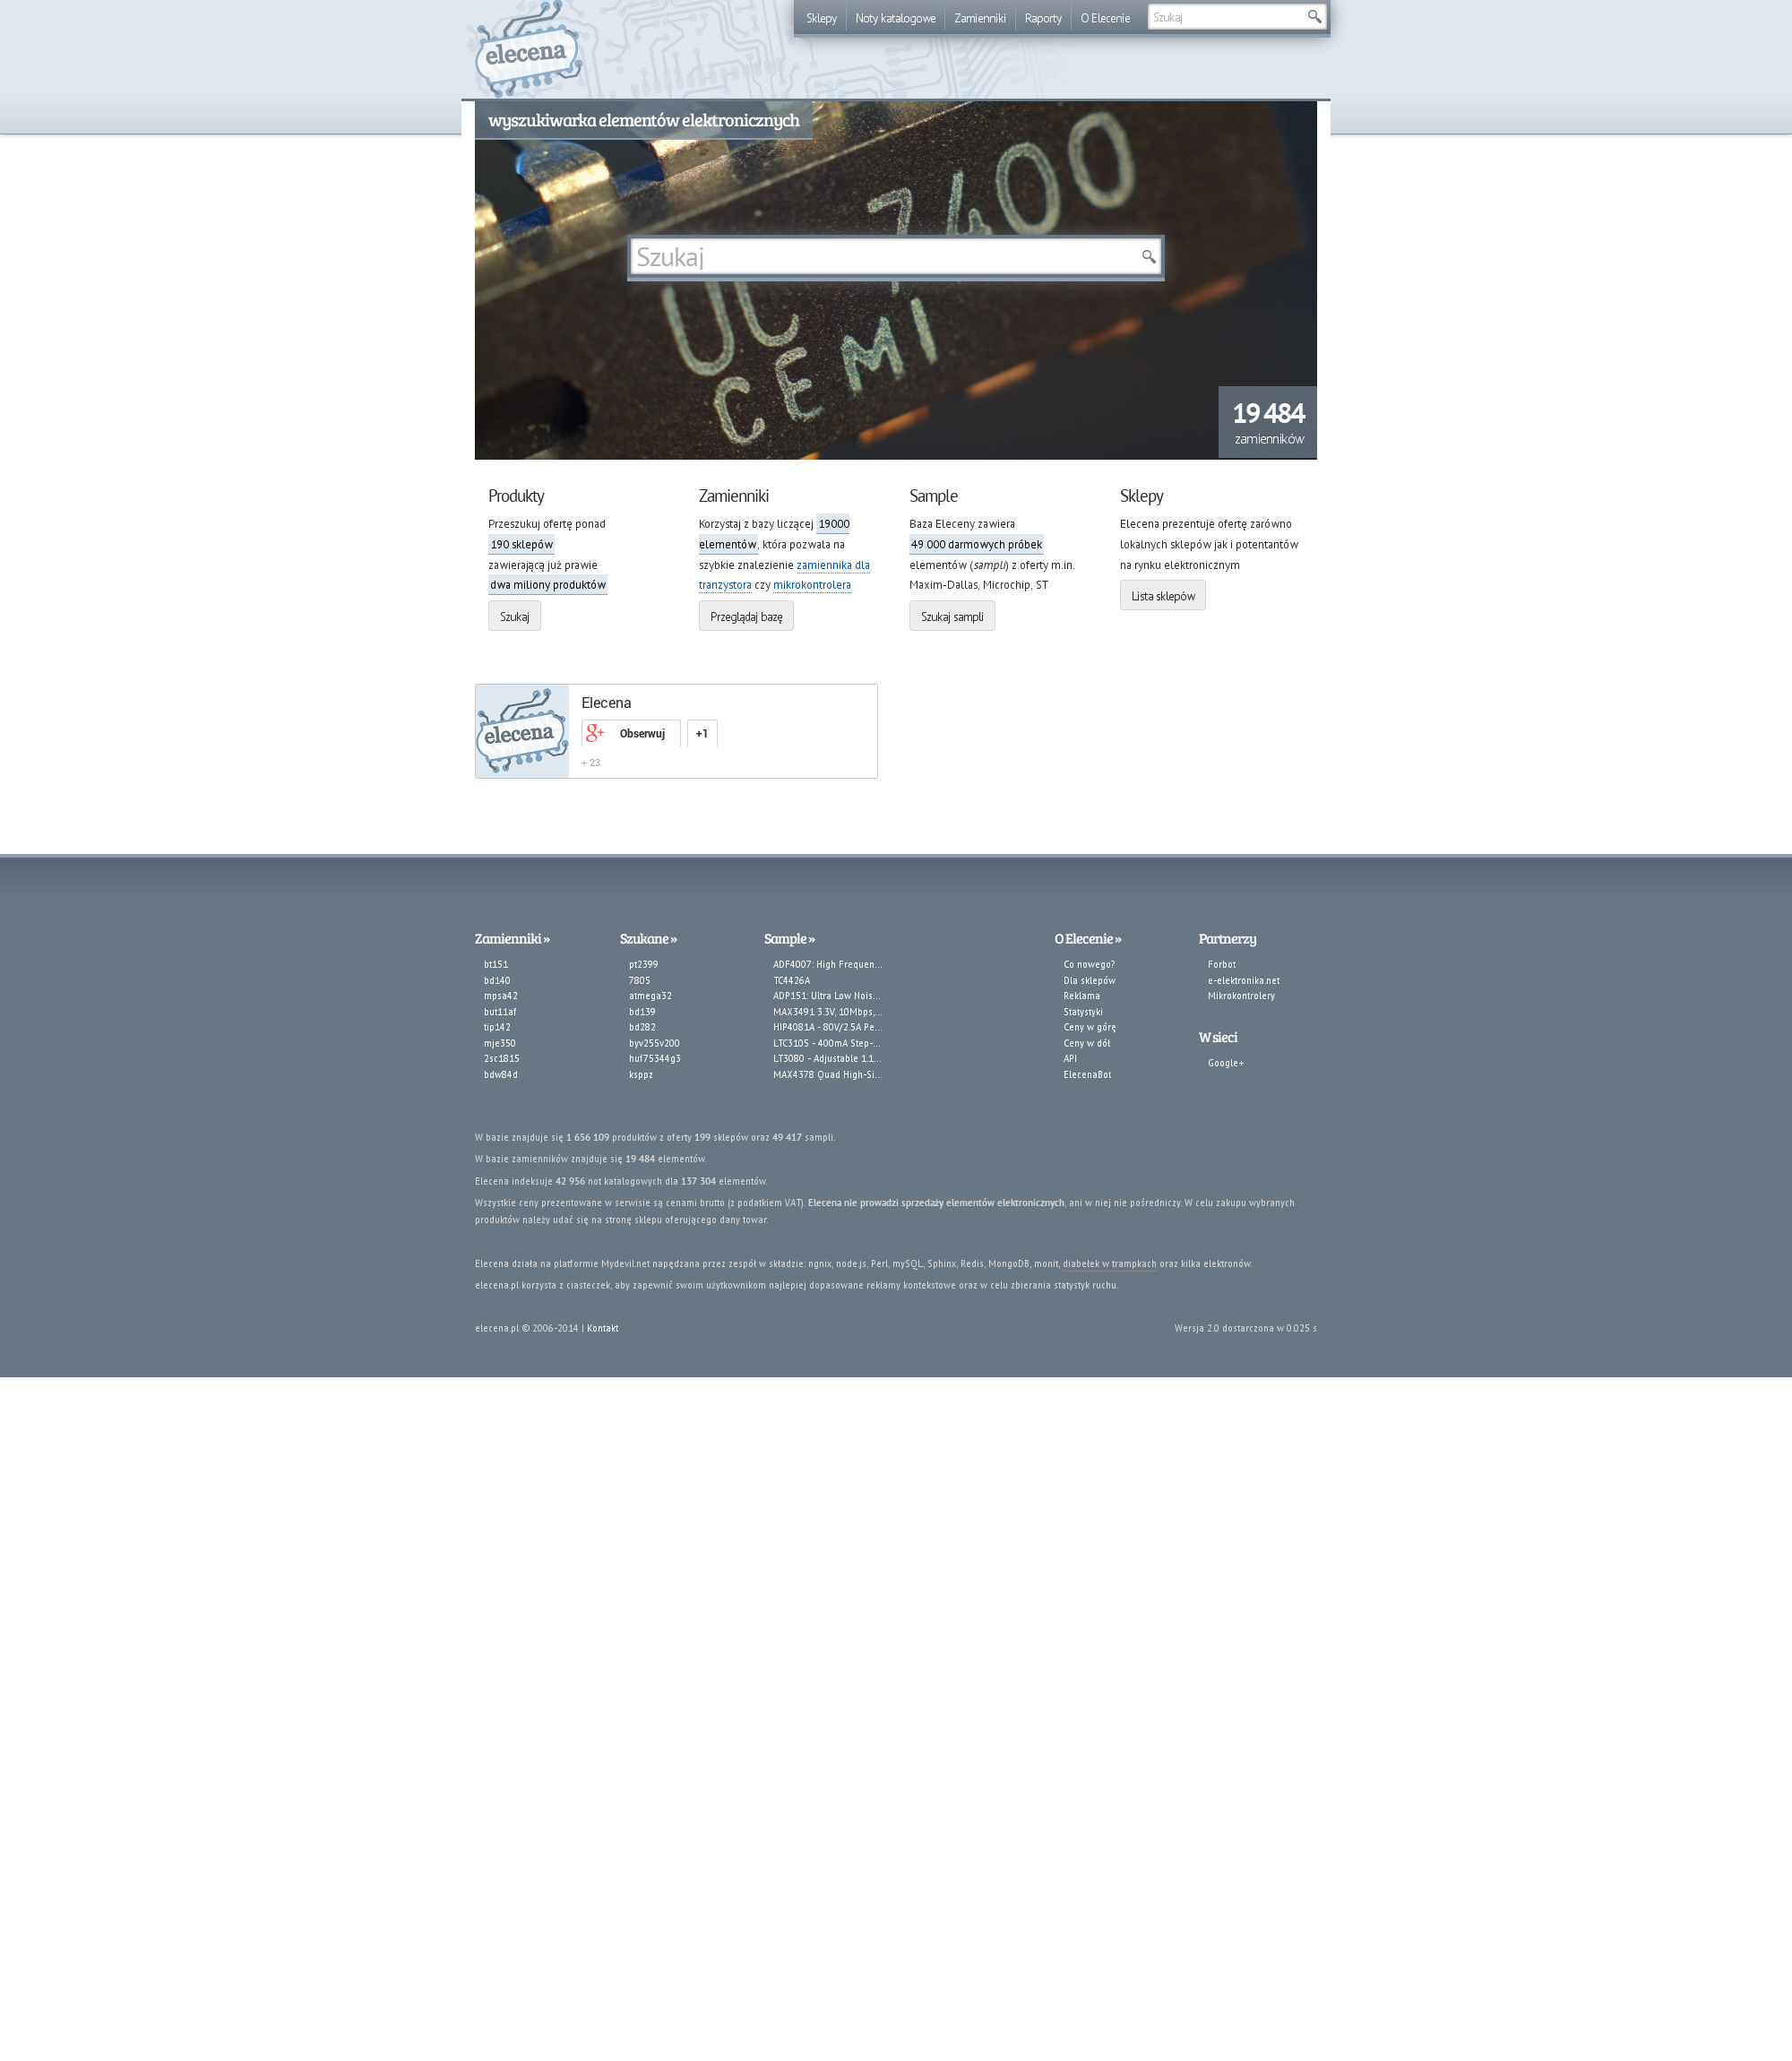 elecena
Sklepy Noty katalogowe Zamienniki Raporty O Elecenie Szukaj
wyszukiwarka elementów elektronicznych
7400
Szukaj
UC
CEMI
19 484
zamienników
Produkty
Przeszukuj ofertę ponad
190 sklepów
zawierającą już prawie
dwa miliony produktów
Szukaj
Zamienniki
Korzystaj z bazy liczącej 19000
elementów, która pozwala na
szybkie znalezienie zamiennika dla
tranzystora czy mikrokontrolera
Przeglądaj bazę
Sample
Baza Eleceny zawiera
49 000 darmowych próbek
elementów (sampli) z oferty m.in.
Maxim-Dallas, Microchip, ST
Szukaj sampli
Sklepy
Elecena prezentuje ofertę zarówno
lokalnych sklepów jak i potentantów
na rynku elektronicznym
Lista sklepów
elecena
Elecena
g+ Obserwuj +1
+ 23
Zamienniki »
bt151
bd140
mpsa42
but11af
tip142
mje350
2sc1815
bdw84d
Szukane »
pt2399
7805
atmega32
bd139
bd282
byv255v200
huf75344g3
ksppz
Sample »
ADF4007: High Frequen...
TC4426A
ADP151: Ultra Low Nois...
MAX3491 3.3V, 10Mbps,...
HIP4081A - 80V/2.5A Pe...
LTC3105 - 400mA Step-...
LT3080 - Adjustable 1.1...
MAX4378 Quad High-Si...
O Elecenie »
Co nowego?
Dla sklepów
Reklama
Statystyki
Ceny w górę
Ceny w dół
API
ElecenaBot
Partnerzy
Forbot
e-elektronika.net
Mikrokontrolery
W sieci
Google+
W bazie znajduje się 1 656 109 produktów z oferty 199 sklepów oraz 49 417 sampli.
W bazie zamienników znajduje się 19 484 elementów.
Elecena indeksuje 42 956 not katalogowych dla 137 304 elementów.
Wszystkie ceny prezentowane w serwisie są cenami brutto (z podatkiem VAT). Elecena nie prowadzi sprzedaży elementów elektronicznych, ani w niej nie pośredniczy. W celu zakupu wybranych
produktów należy udać się na stronę sklepu oferującego dany towar.
Elecena działa na platformie Mydevil.net napędzana przez zespół w składzie: ngnix, node.js, Perl, mySQL, Sphinx, Redis, MongoDB, monit, diabełek w trampkach oraz kilka elektronów.
elecena.pl korzysta z ciasteczek, aby zapewnić swoim użytkownikom najlepiej dopasowane reklamy kontekstowe oraz w celu zbierania statystyk ruchu.
elecena.pl © 2006-2014 | Kontakt
Wersja 2.0 dostarczona w 0.025 s